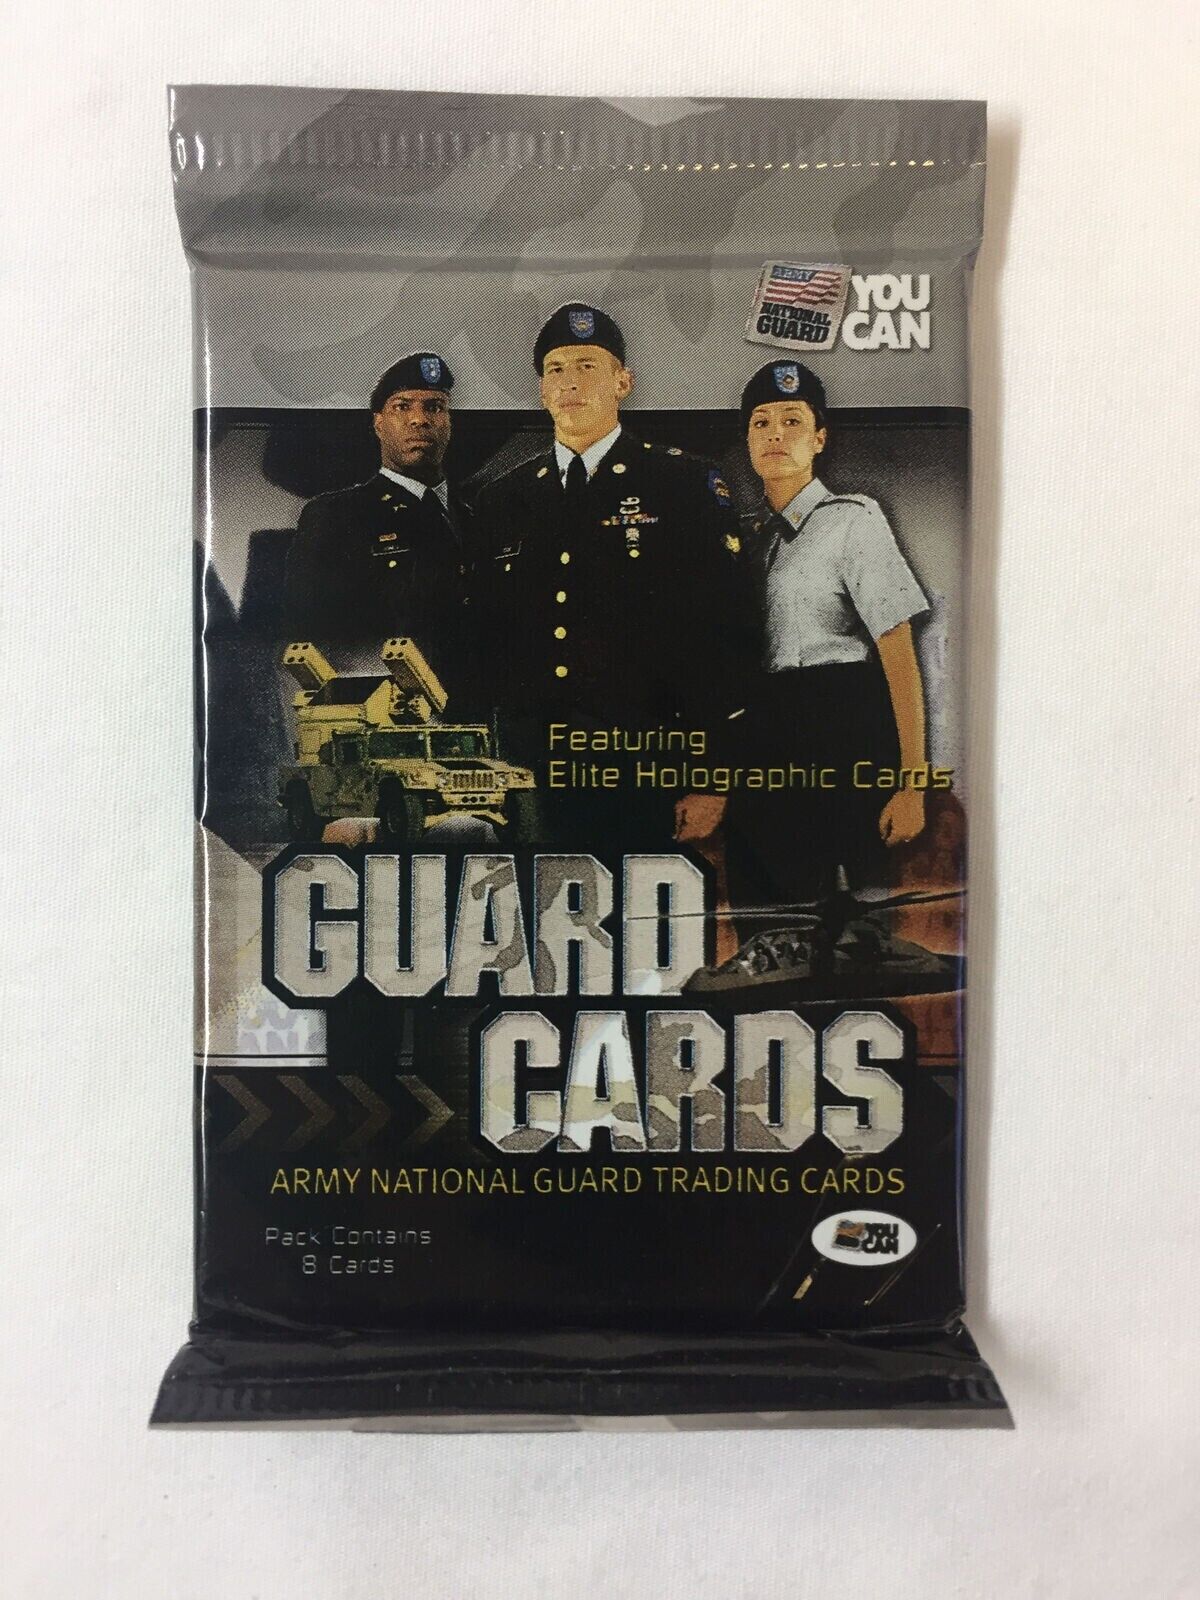 ARMY
NATIONAL
GUARD
YOU
CAN
Featuring
Elite Holographic Cards
GUARD
CARDS
ARMY NATIONAL GUARD TRADING CARDS
Pack Contains
8 Cards
YOU
CAN